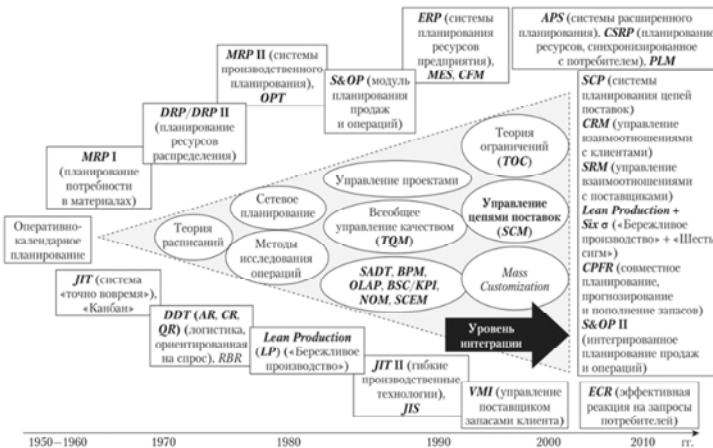 ERP (системы
планирования
ресурсов
предприятия),
MES, CFM
APS (системы расширенного
планирования), CSRP (планирование
ресурсов, синхронизированное
с потребителем), PLM
MRP II (системы
производственного
планирования),
OPT
S&OP (модуль
планирования
продаж
и операций)
SCP (системы
планирования цепей
поставок)
CRM (управление
взаимоотношениями
с клиентами)
SRM (управление
взаимоотношениями
с поставщиками)
Lean Production +
Six σ («Бережливое
производство» + «Шесть
сигм»)
CPFR (совместное
планирование,
прогнозирование
и пополнение запасов)
S&OP II
(интегрированное
планирование продаж
и операций)
DRP/DRP II
(планирование
ресурсов
распределения)
MRP I
(планирование
потребности
в материалах)
Оперативно-
календарное
планирование
Теория
расписаний
Сетевое
планирование
Методы
исследования
операций
Управление проектами
Всеобщее
управление качеством
(TQM)
SADT, BPM,
OLAP, BSC/KPI,
NOM, SCEM
Теория
ограничений
(TOC)
Управление
цепями поставок
(SCM)
Mass
Customization
Уровень
интеграции
JIT (система
«точно вовремя»),
«Канбан»
DDT (AR, CR,
QR) (логистика,
ориентированная
на спрос), RBR
Lean Production
(LP) («Бережливое
производство»)
JIT II (гибкие
производственные
технологии),
JIS
VMI (управление
поставщиком
запасами клиента)
ECR (эффективная
реакция на запросы
потребителей)
1950—1960 1970 1980 1990 2000 2010 гг.